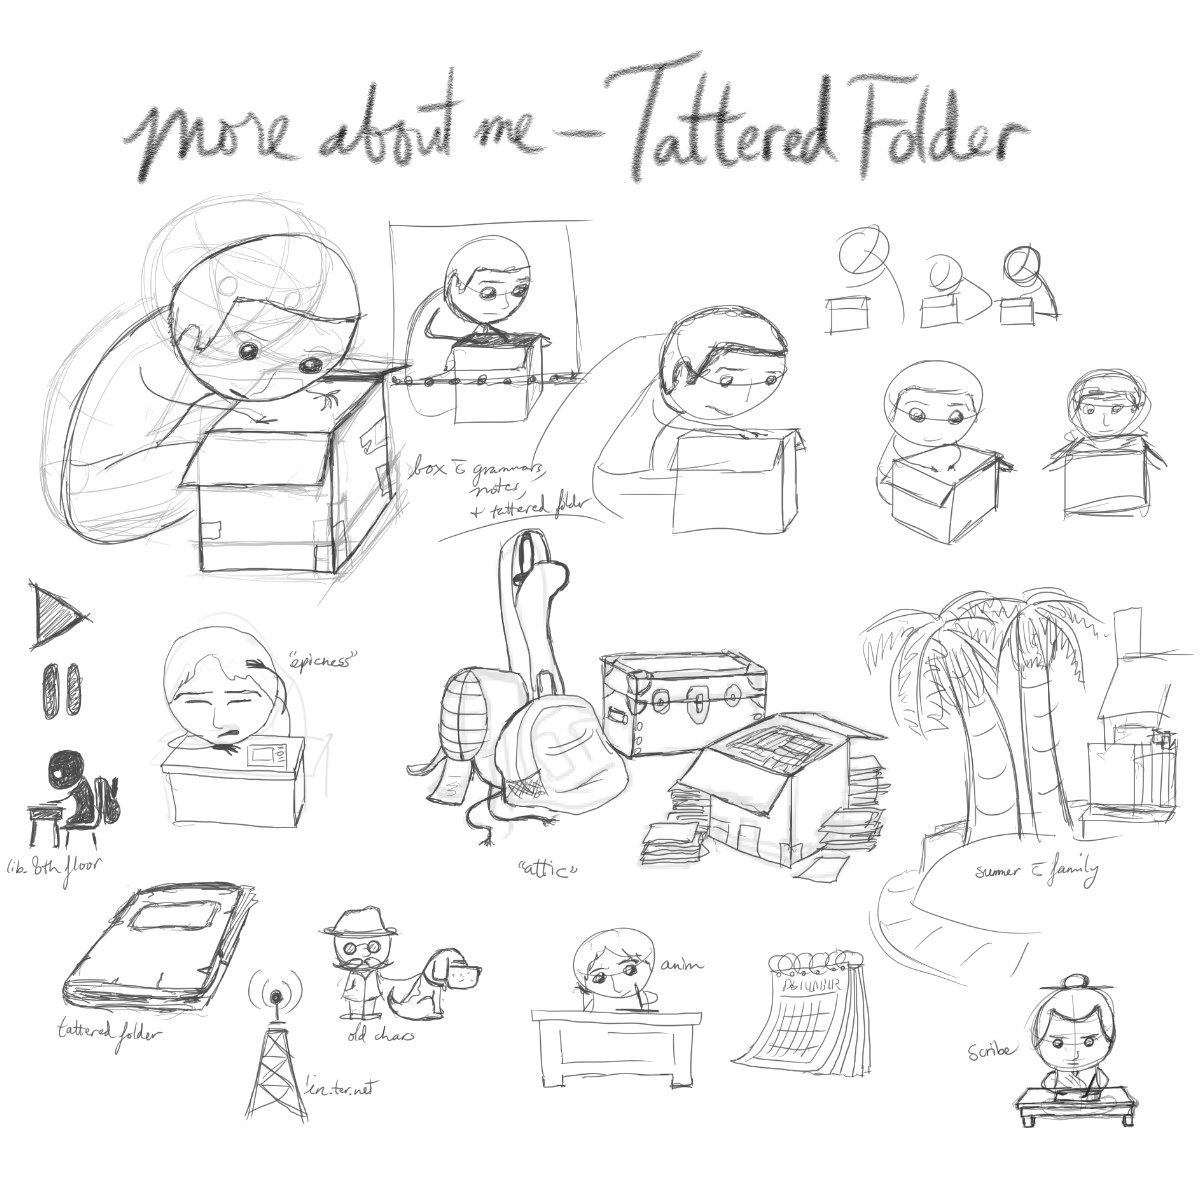 more about me — Tattered Folder
box c̄ grammars,
notes,
+ tattered folder
"epicness"
lib. 8th floor
"attic"
summer c̄ family
tattered folder
old chars
in.ter.net
anim
scribe